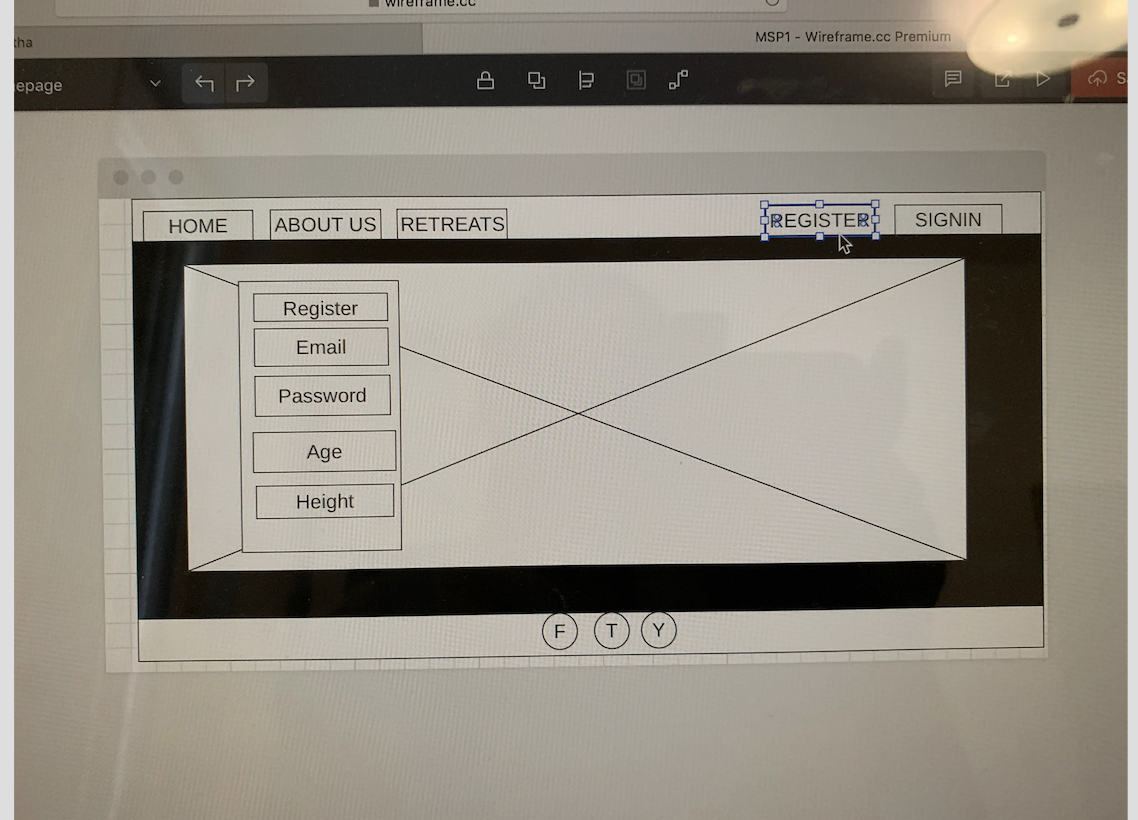 wireframe.cc
tha
MSP1 - Wireframe.cc Premium
epage
S
HOME
ABOUT US
RETREATS
REGISTER
SIGNIN
Register
Email
Password
Age
Height
F
T
Y